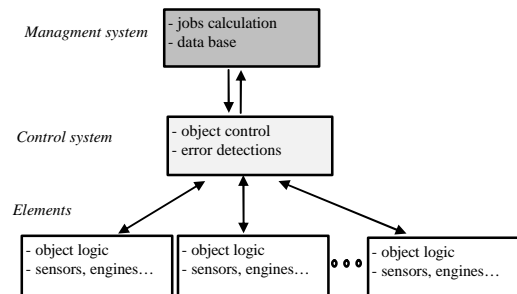 Managment system
- jobs calculation
- data base
Control system
- object control
- error detections
Elements
- object logic
- sensors, engines…
- object logic
- sensors, engines…
- object logic
- sensors, engines…